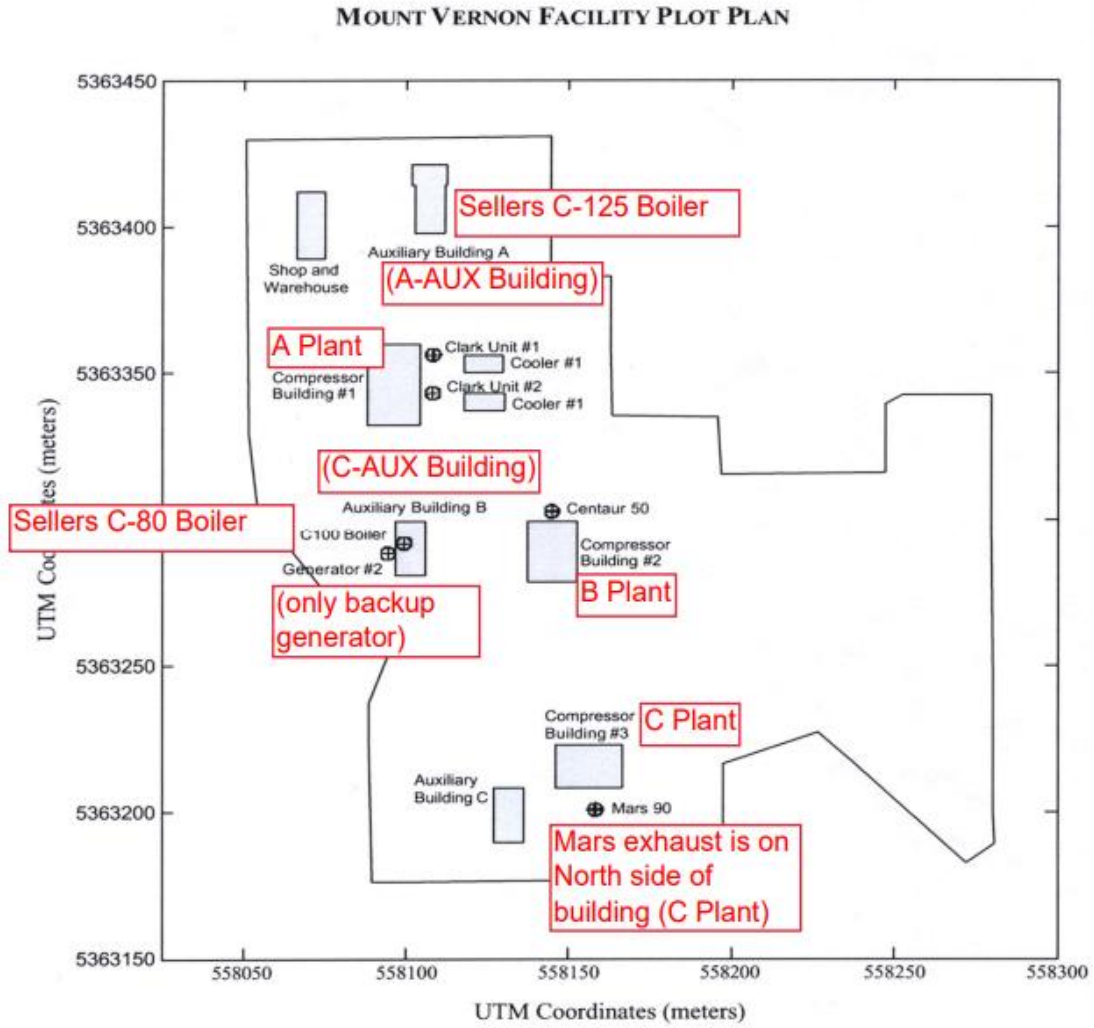 MOUNT VERNON FACILITY PLOT PLAN
5363450
Sellers C-125 Boiler
5363400
Auxiliary Building A
Shop and
Warehouse
(A-AUX Building)
A Plant
Clark Unit #1
Cooler #1
5363350
Compressor
Building #1
Clark Unit #2
Cooler #1
(C-AUX Building)
Auxiliary Building B
Centaur 50
Sellers C-80 Boiler
C100 Boiler
Compressor
Building #2
Generator #2
B Plant
(only backup
generator)
5363250
Compressor
Building #3
C Plant
Auxiliary
Building C
5363200
Mars 90
Mars exhaust is on
North side of
building (C Plant)
5363150
558050
558100
558150
558200
558250
558300
UTM Coordinates (meters)